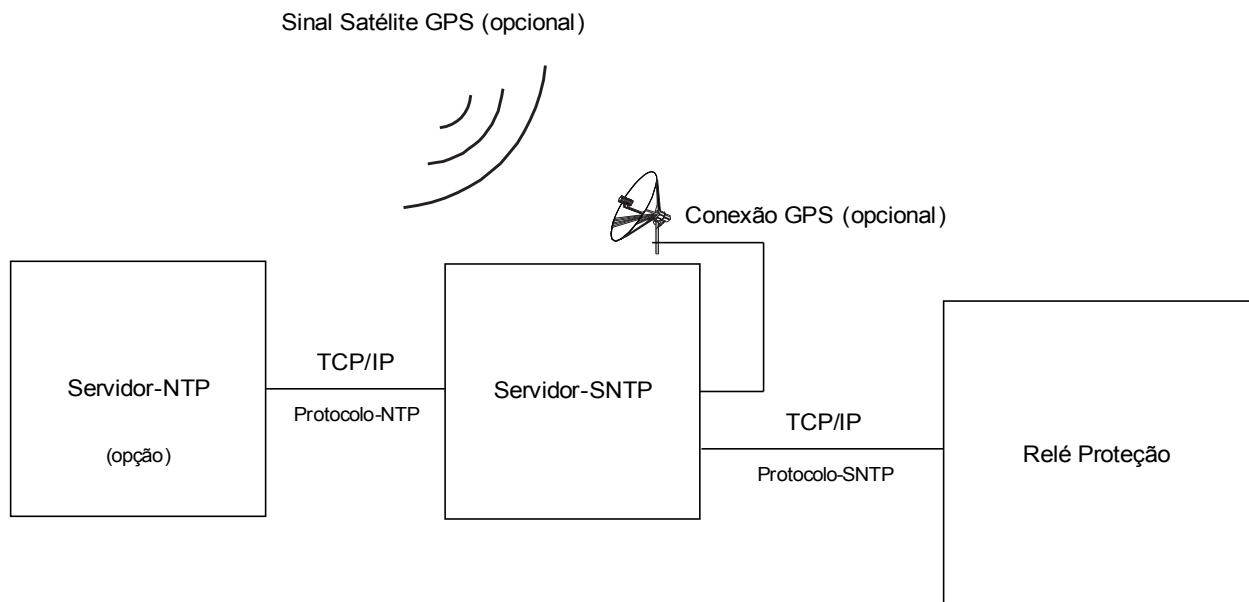 Sinal Satélite GPS (opcional)
Conexão GPS (opcional)
Servidor-NTP
(opção)
TCP/IP
Protocolo-NTP
Servidor-SNTP
TCP/IP
Protocolo-SNTP
Relé Proteção